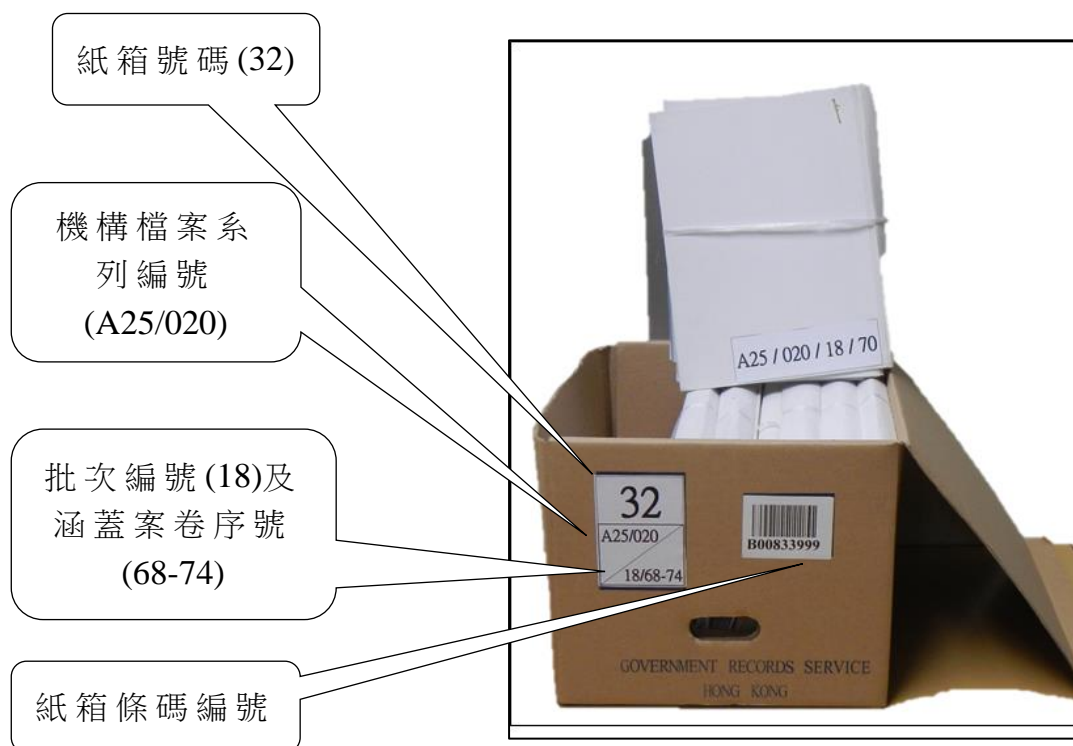 紙箱號碼(32)
機構檔案系
列編號
(A25/020)
批次編號(18)及
涵蓋案卷序號
(68-74)
紙箱條碼編號
A25 / 020 / 18 / 70
32
A25/020
18/68-74
B00833999
GOVERNMENT RECORDS SERVICE
HONG KONG